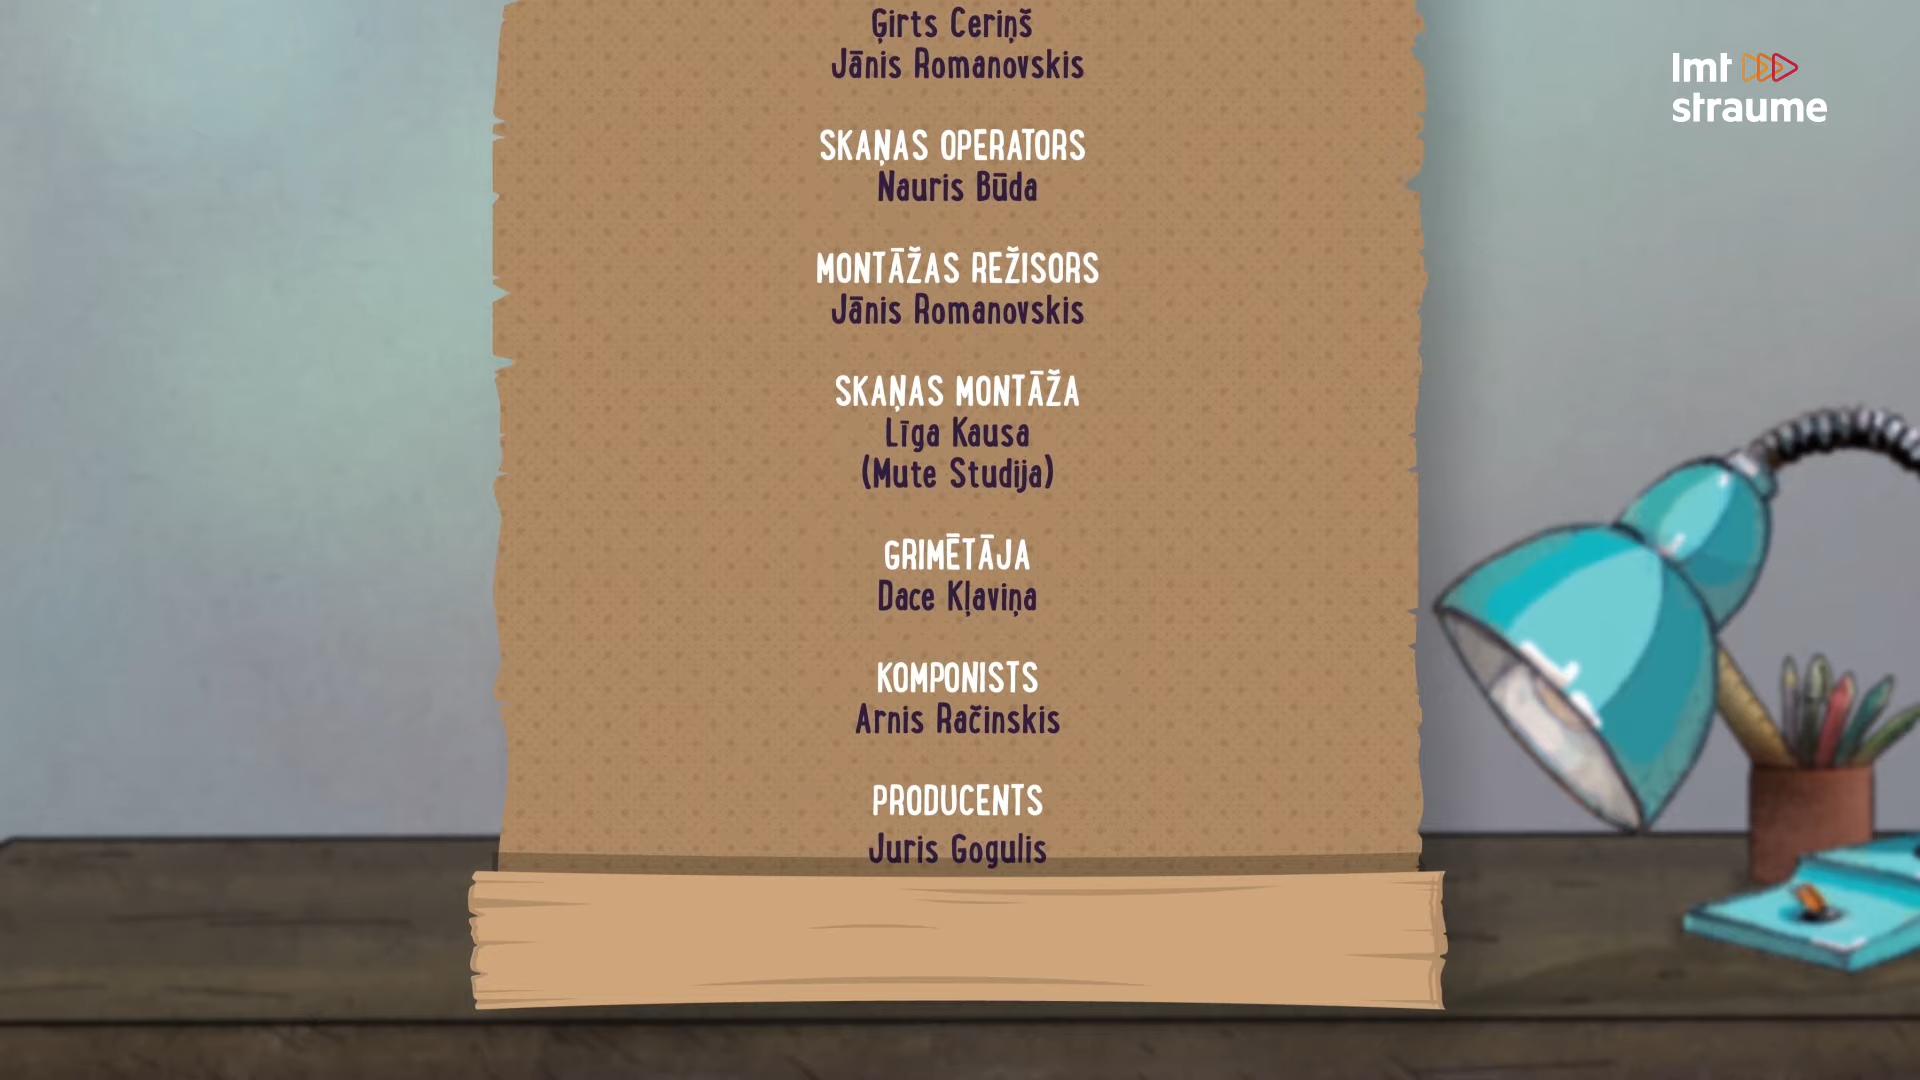 Ģirts Ceriņš
Jānis Romanovskis
SKAŅAS OPERATORS
Nauris Būda
MONTĀŽAS REŽISORS
Jānis Romanovskis
SKAŅAS MONTĀŽA
Līga Kausa
(Mute Studija)
GRIMĒTĀJA
Dace Kļaviņa
KOMPONISTS
Arnis Račinskis
PRODUCENTS
Juris Gogulis
lmt
straume